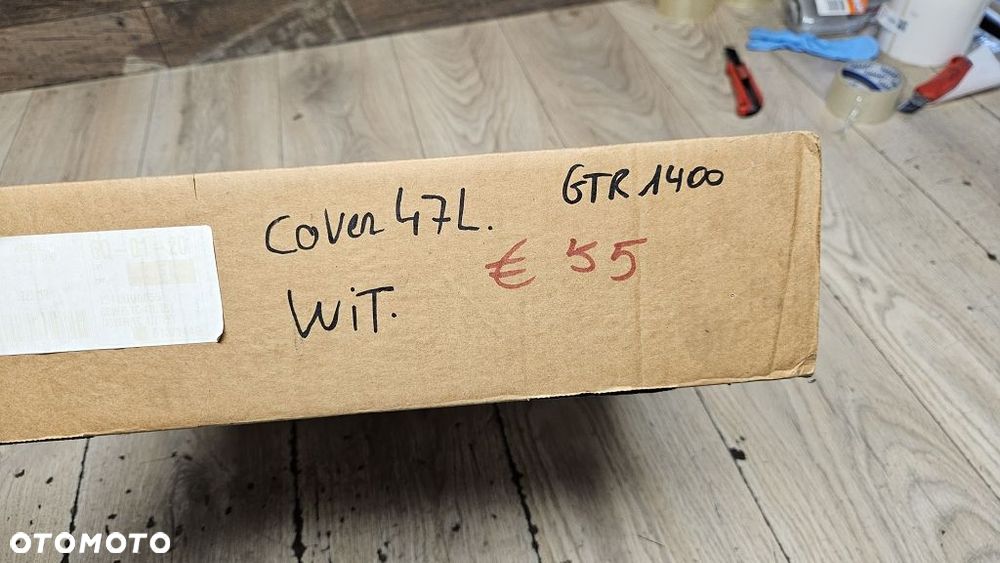 GTR 1400
cover 47L.
€ 55
WiT.
OTOMOTO